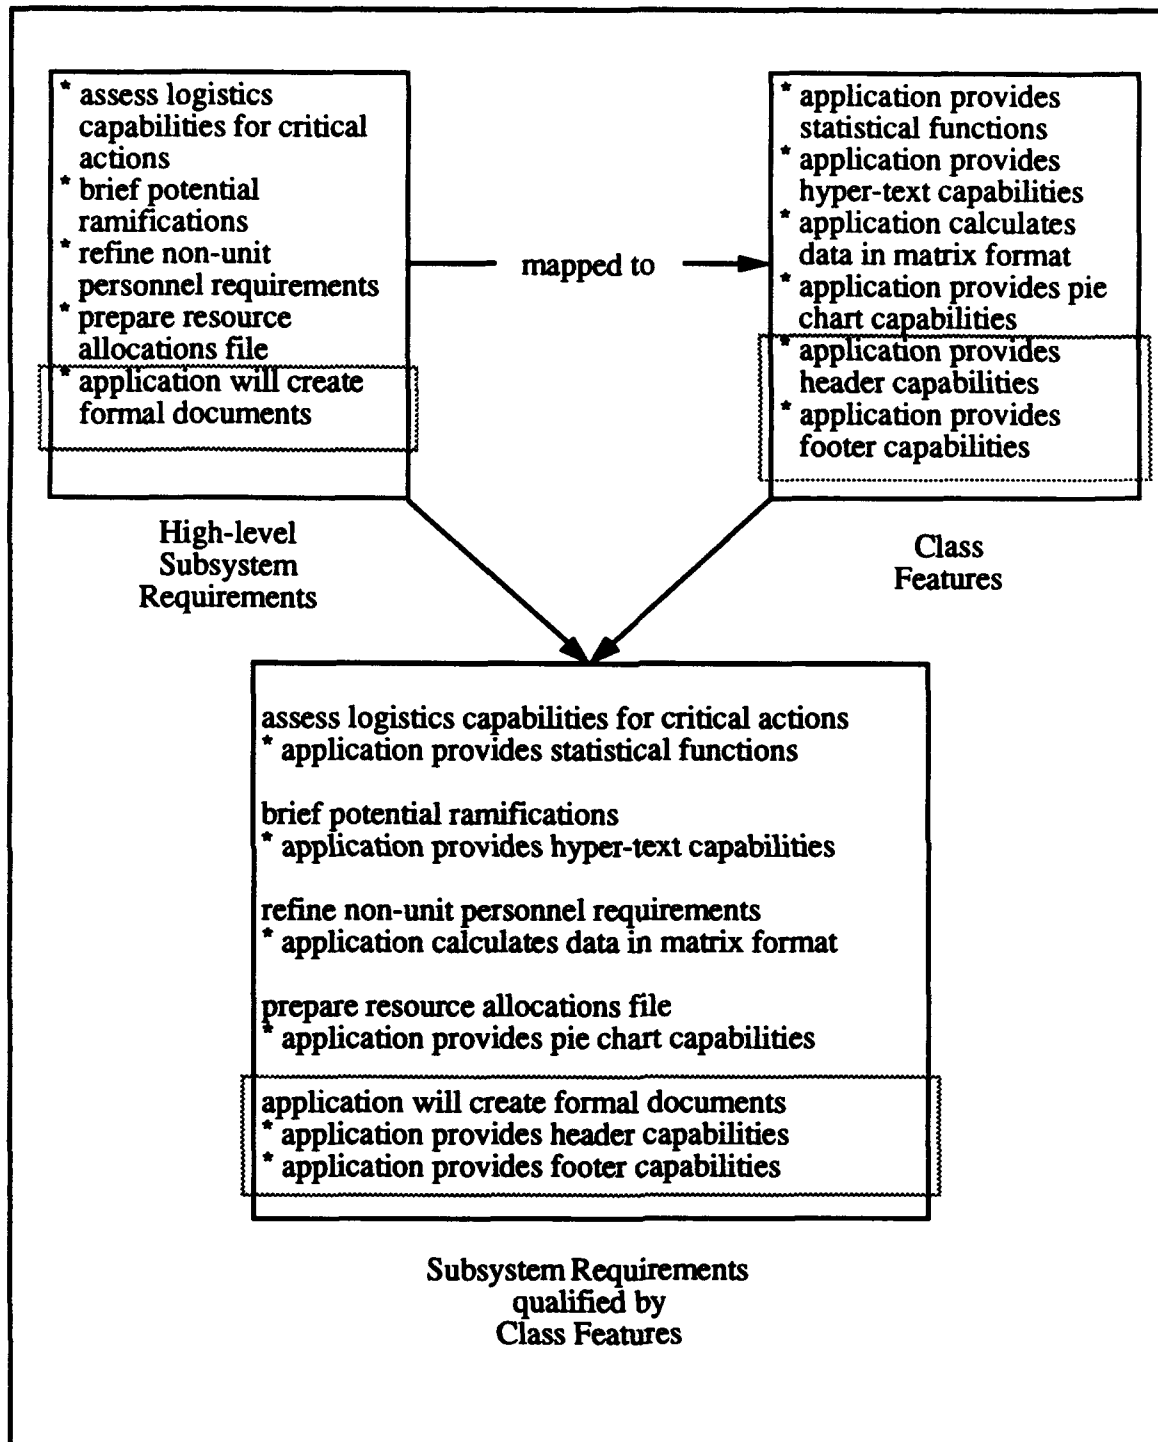 * assess logistics
capabilities for critical
actions
* brief potential
ramifications
* refine non-unit
personnel requirements
* prepare resource
allocations file
* application will create
formal documents
High-level
Subsystem
Requirements
mapped to
* application provides
statistical functions
* application provides
hyper-text capabilities
* application calculates
data in matrix format
* application provides pie
chart capabilities
* application provides
header capabilities
* application provides
footer capabilities
Class
Features
assess logistics capabilities for critical actions
* application provides statistical functions
brief potential ramifications
* application provides hyper-text capabilities
refine non-unit personnel requirements
* application calculates data in matrix format
prepare resource allocations file
* application provides pie chart capabilities
application will create formal documents
* application provides header capabilities
* application provides footer capabilities
Subsystem Requirements
qualified by
Class Features